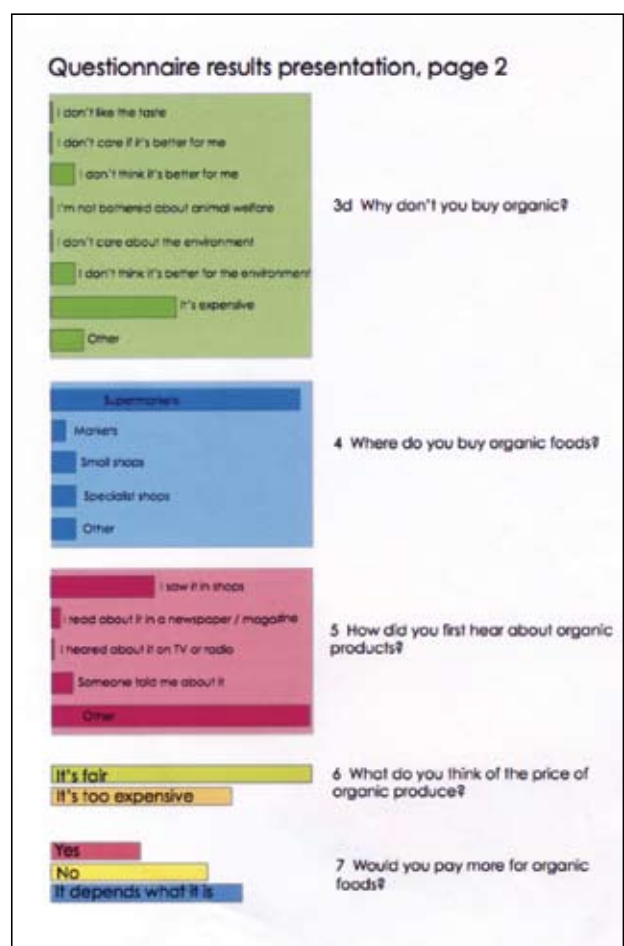 Questionnaire results presentation, page 2
I don't like the taste
I don't care if it's better for me
I don't think it's better for me
I'm not bothered about animal welfare
I don't care about the environment
I don't think it's better for the environment
It's expensive
Other
3d Why don't you buy organic?
Supermarkets
Markets
Small shops
Specialist shops
Other
4 Where do you buy organic foods?
I saw it in shops
I read about it in a newspaper / magazine
I heared about it on TV or radio
Someone told me about it
Other
5 How did you first hear about organic
products?
It's fair
It's too expensive
6 What do you think of the price of
organic produce?
Yes
No
It depends what it is
7 Would you pay more for organic
foods?